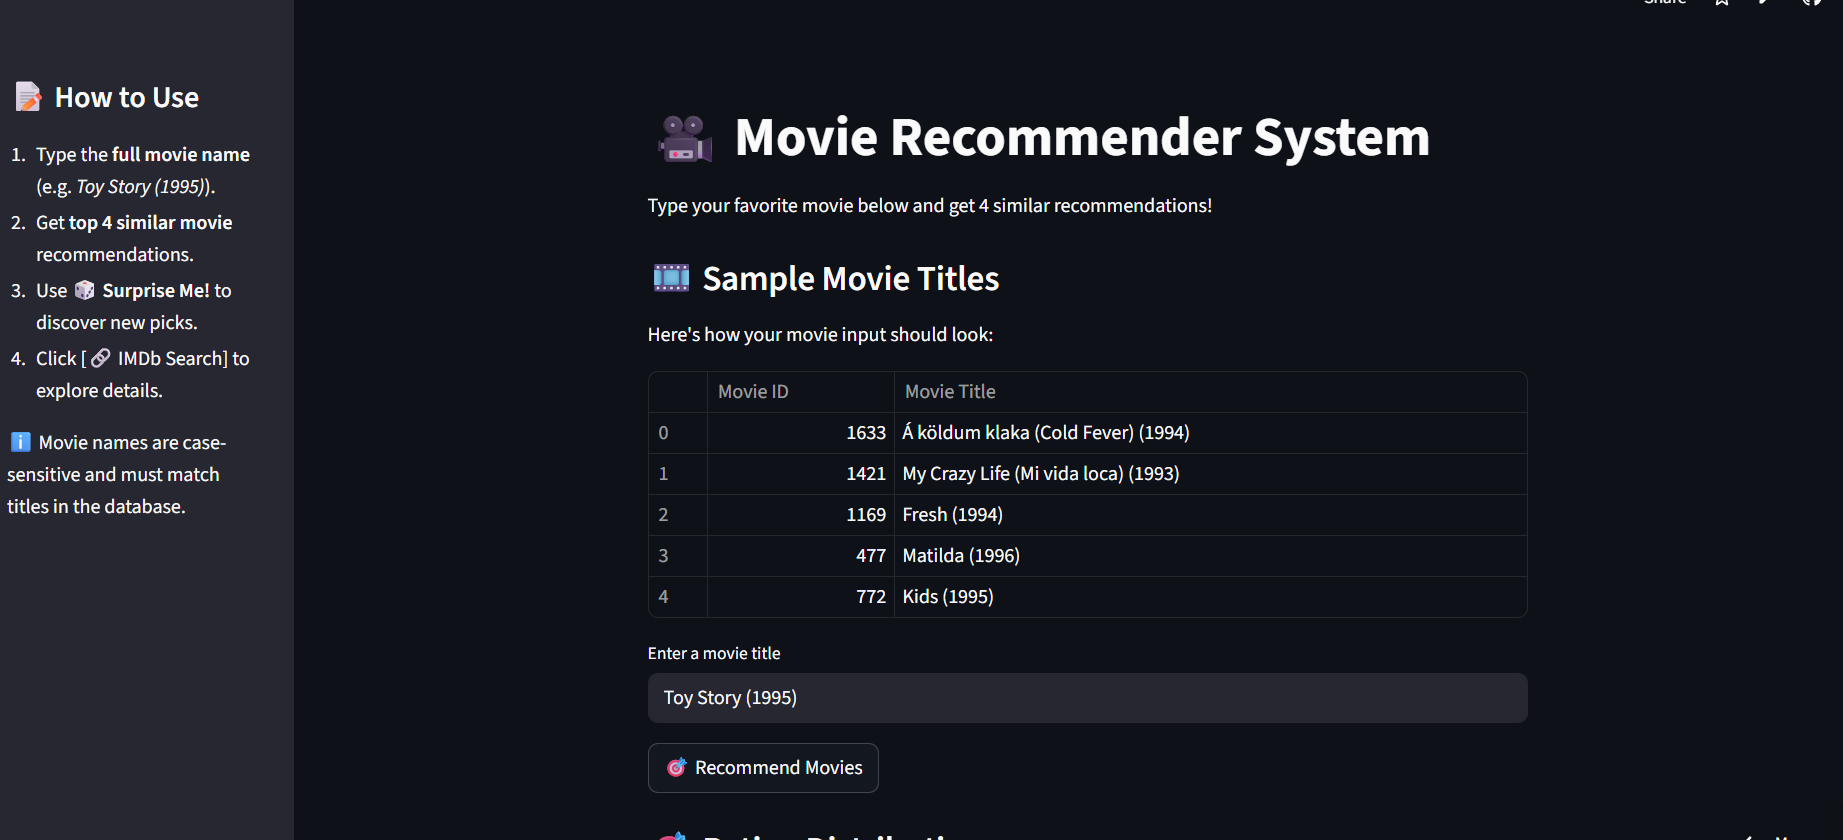 Share
How to Use
1. Type the full movie name
(e.g. Toy Story (1995)).
2. Get top 4 similar movie
recommendations.
3. Use 🎲 Surprise Me! to
discover new picks.
4. Click [ 🔗 IMDb Search] to
explore details.
ℹ️ Movie names are case-
sensitive and must match
titles in the database.
Movie Recommender System
Type your favorite movie below and get 4 similar recommendations!
Sample Movie Titles
Here's how your movie input should look:
Movie ID Movie Title
0 1633 Á köldum klaka (Cold Fever) (1994)
1 1421 My Crazy Life (Mi vida loca) (1993)
2 1169 Fresh (1994)
3 477 Matilda (1996)
4 772 Kids (1995)
Enter a movie title
Toy Story (1995)
Recommend Movies